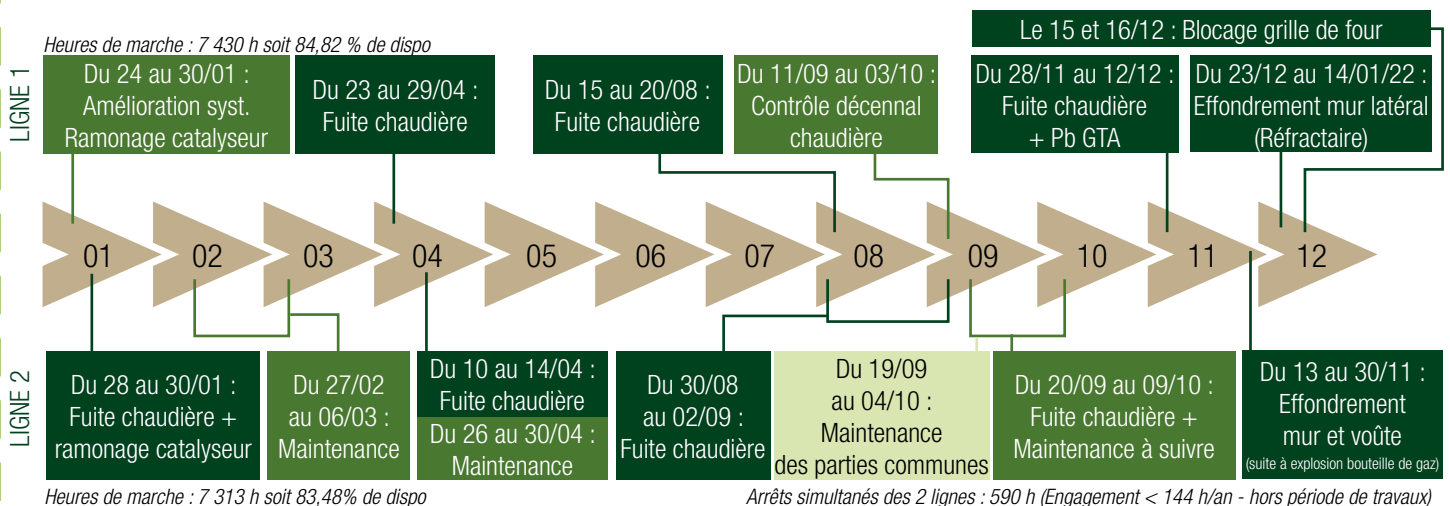 Heures de marche : 7 430 h soit 84,82 % de dispo
LIGNE 1
Du 24 au 30/01 :
Amélioration syst.
Ramonage catalyseur
Du 23 au 29/04 :
Fuite chaudière
Du 15 au 20/08 :
Fuite chaudière
Du 11/09 au 03/10 :
Contrôle décennal
chaudière
Le 15 et 16/12 : Blocage grille de four
Du 28/11 au 12/12 :
Fuite chaudière
+ Pb GTA
Du 23/12 au 14/01/22 :
Effondrement mur latéral
(Réfractaire)
01
02
03
04
05
06
07
08
09
10
11
12
LIGNE 2
Du 28 au 30/01 :
Fuite chaudière +
ramonage catalyseur
Du 27/02
au 06/03 :
Maintenance
Du 10 au 14/04 :
Fuite chaudière
Du 26 au 30/04 :
Maintenance
Du 30/08
au 02/09 :
Fuite chaudière
Du 19/09
au 04/10 :
Maintenance
des parties communes
Du 20/09 au 09/10 :
Fuite chaudière +
Maintenance à suivre
Du 13 au 30/11 :
Effondrement
mur et voûte
(suite à explosion bouteille de gaz)
Heures de marche : 7 313 h soit 83,48% de dispo
Arrêts simultanés des 2 lignes : 590 h (Engagement < 144 h/an - hors période de travaux)